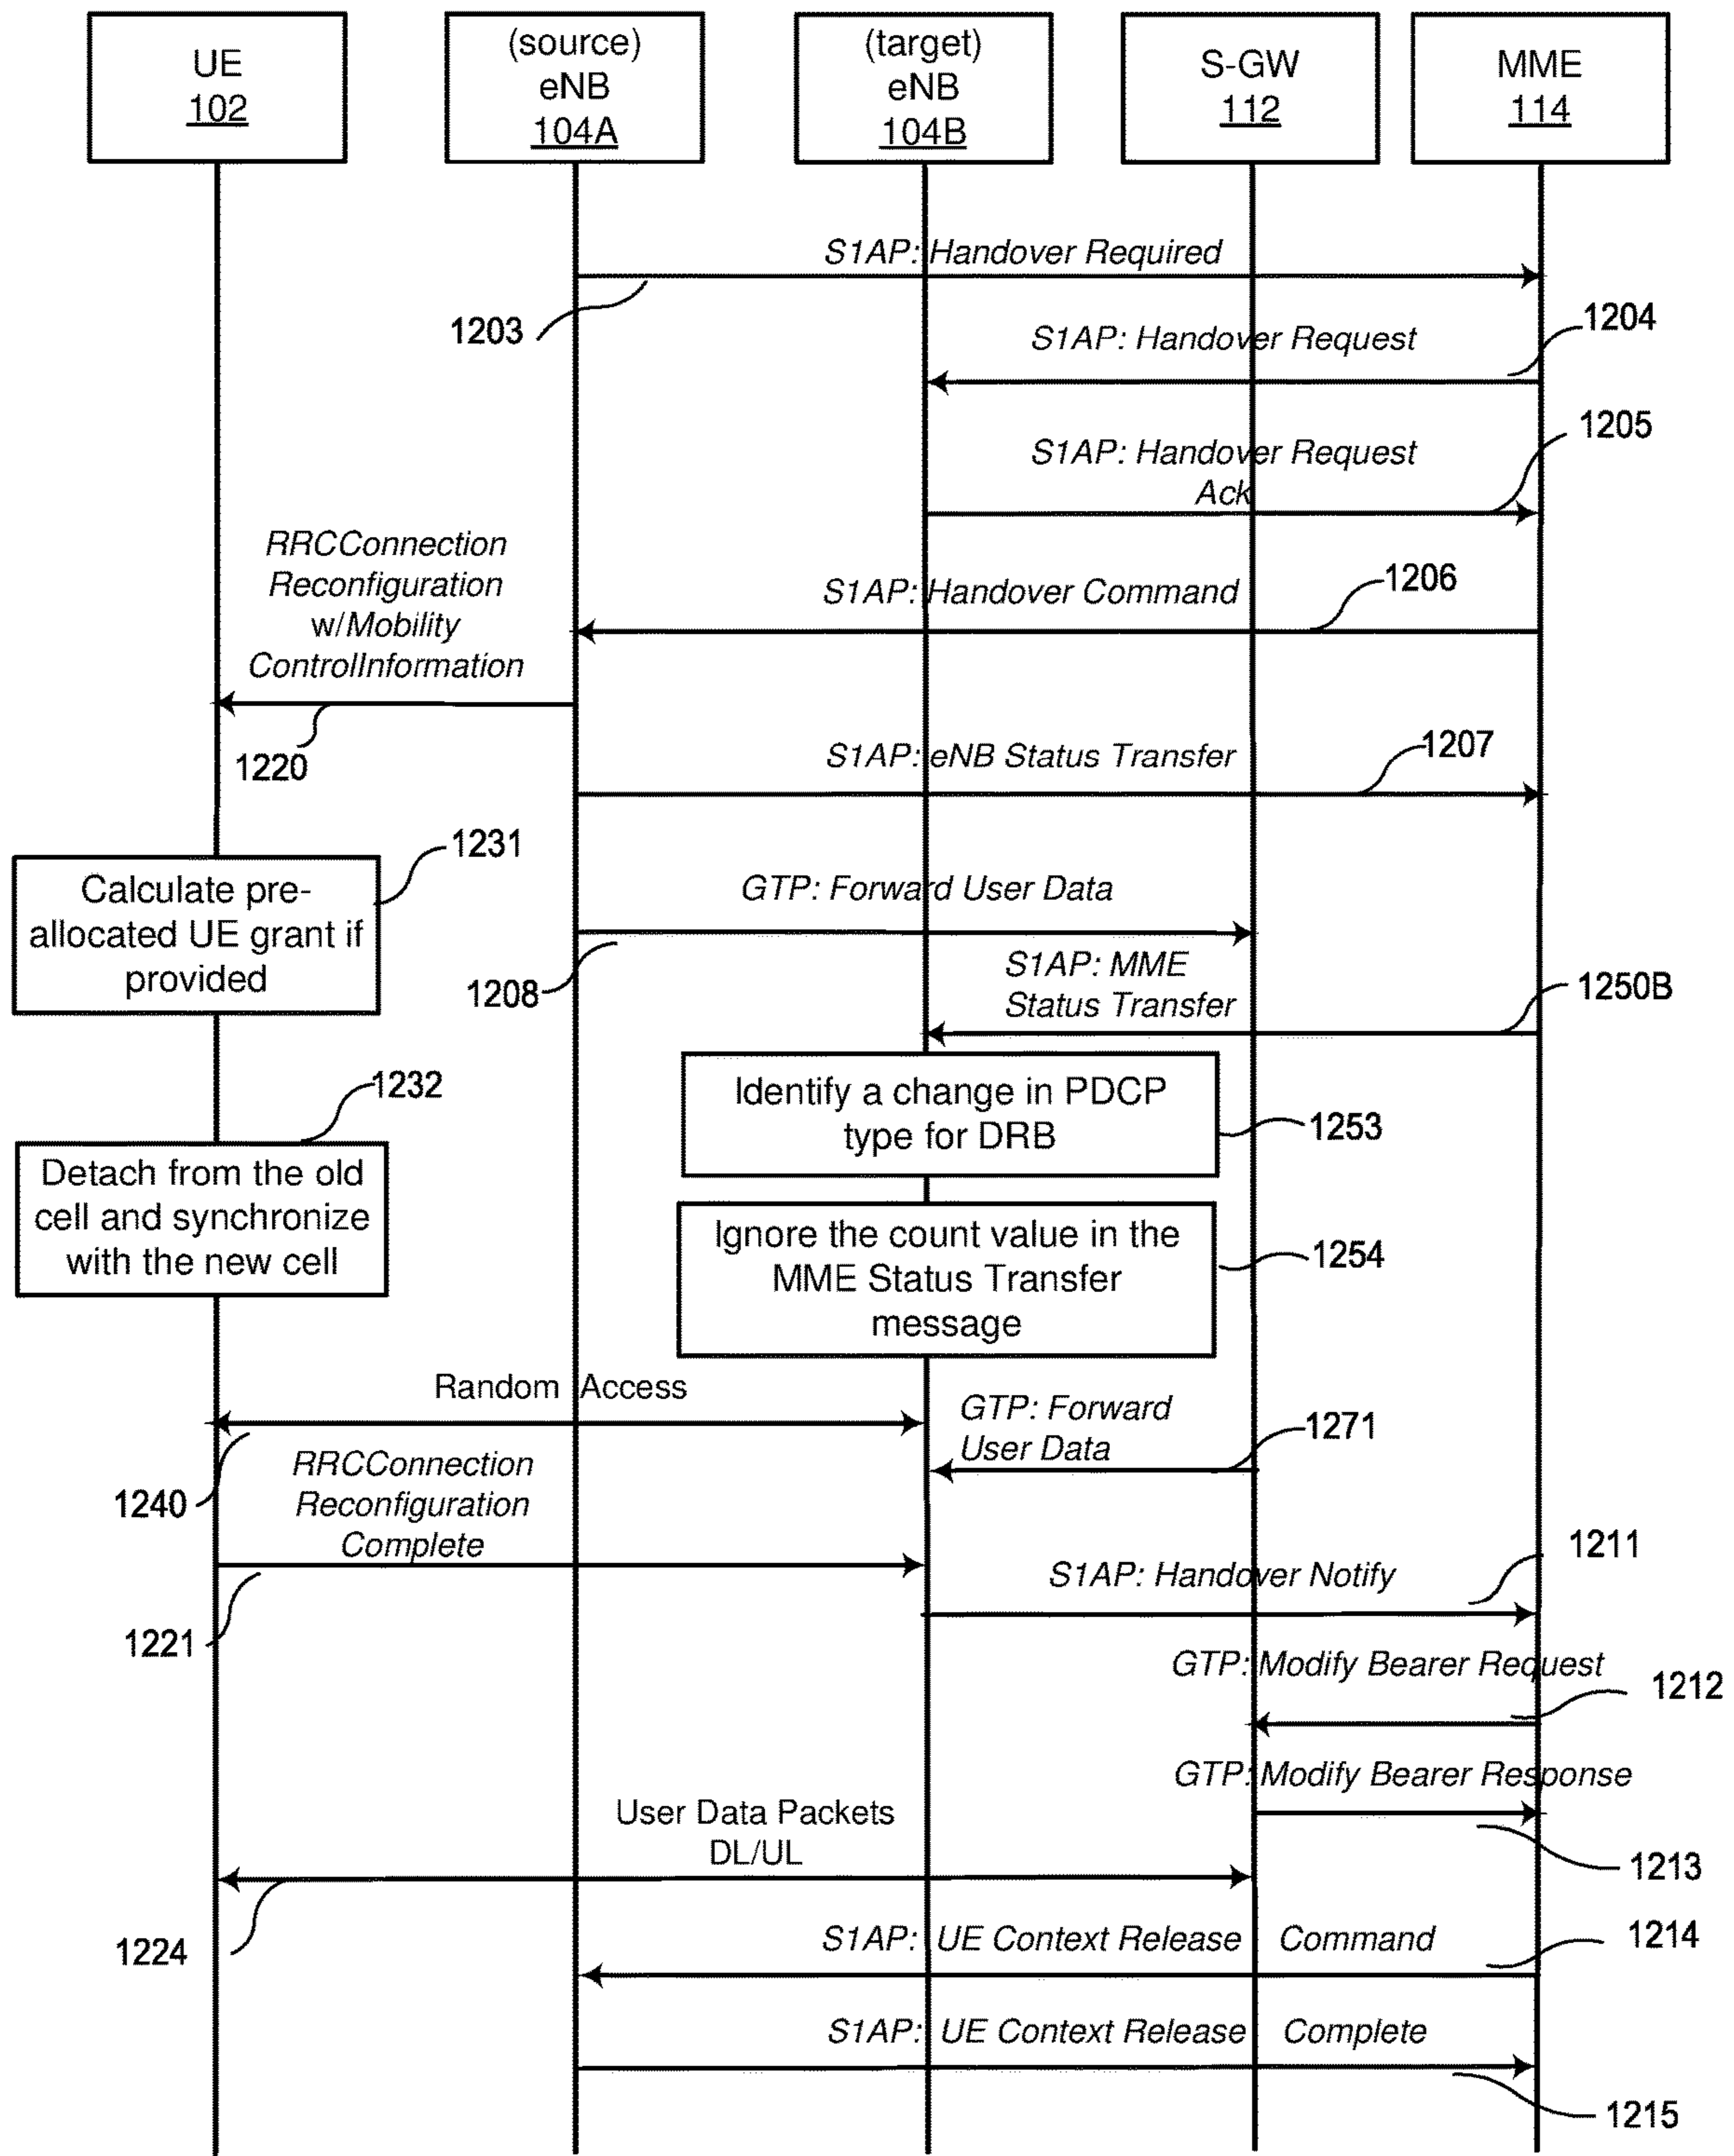 UE
102
(source)
eNB
104A
(target)
eNB
104B
S-GW
112
MME
114
S1AP: Handover Required
1203
1204
S1AP: Handover Request
1205
S1AP: Handover Request
Ack
RRCConnection
Reconfiguration
w/Mobility
ControlInformation
1206
S1AP: Handover Command
1220
1207
S1AP: eNB Status Transfer
1231
Calculate pre-
allocated UE grant if
provided
GTP: Forward User Data
1208
S1AP: MME
Status Transfer
1250B
Identify a change in PDCP
type for DRB
1253
1232
Detach from the old
cell and synchronize
with the new cell
Ignore the count value in the
MME Status Transfer
message
1254
Random Access
1240
GTP: Forward
User Data
1271
RRCConnection
Reconfiguration
Complete
1221
1211
S1AP: Handover Notify
GTP: Modify Bearer Request
1212
GTP: Modify Bearer Response
1213
User Data Packets
DL/UL
1224
S1AP: UE Context Release Command
1214
S1AP: UE Context Release Complete
1215